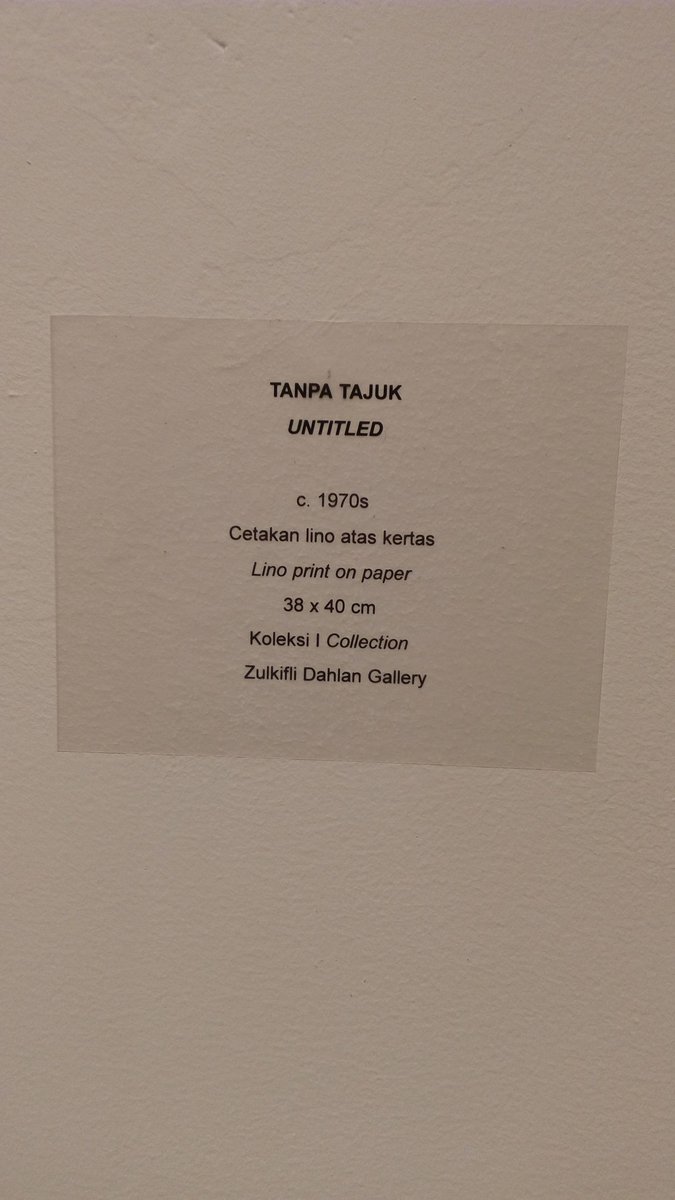 TANPA TAJUK
UNTITLED
c. 1970s
Cetakan lino atas kertas
Lino print on paper
38 x 40 cm
Koleksi I Collection
Zulkifli Dahlan Gallery